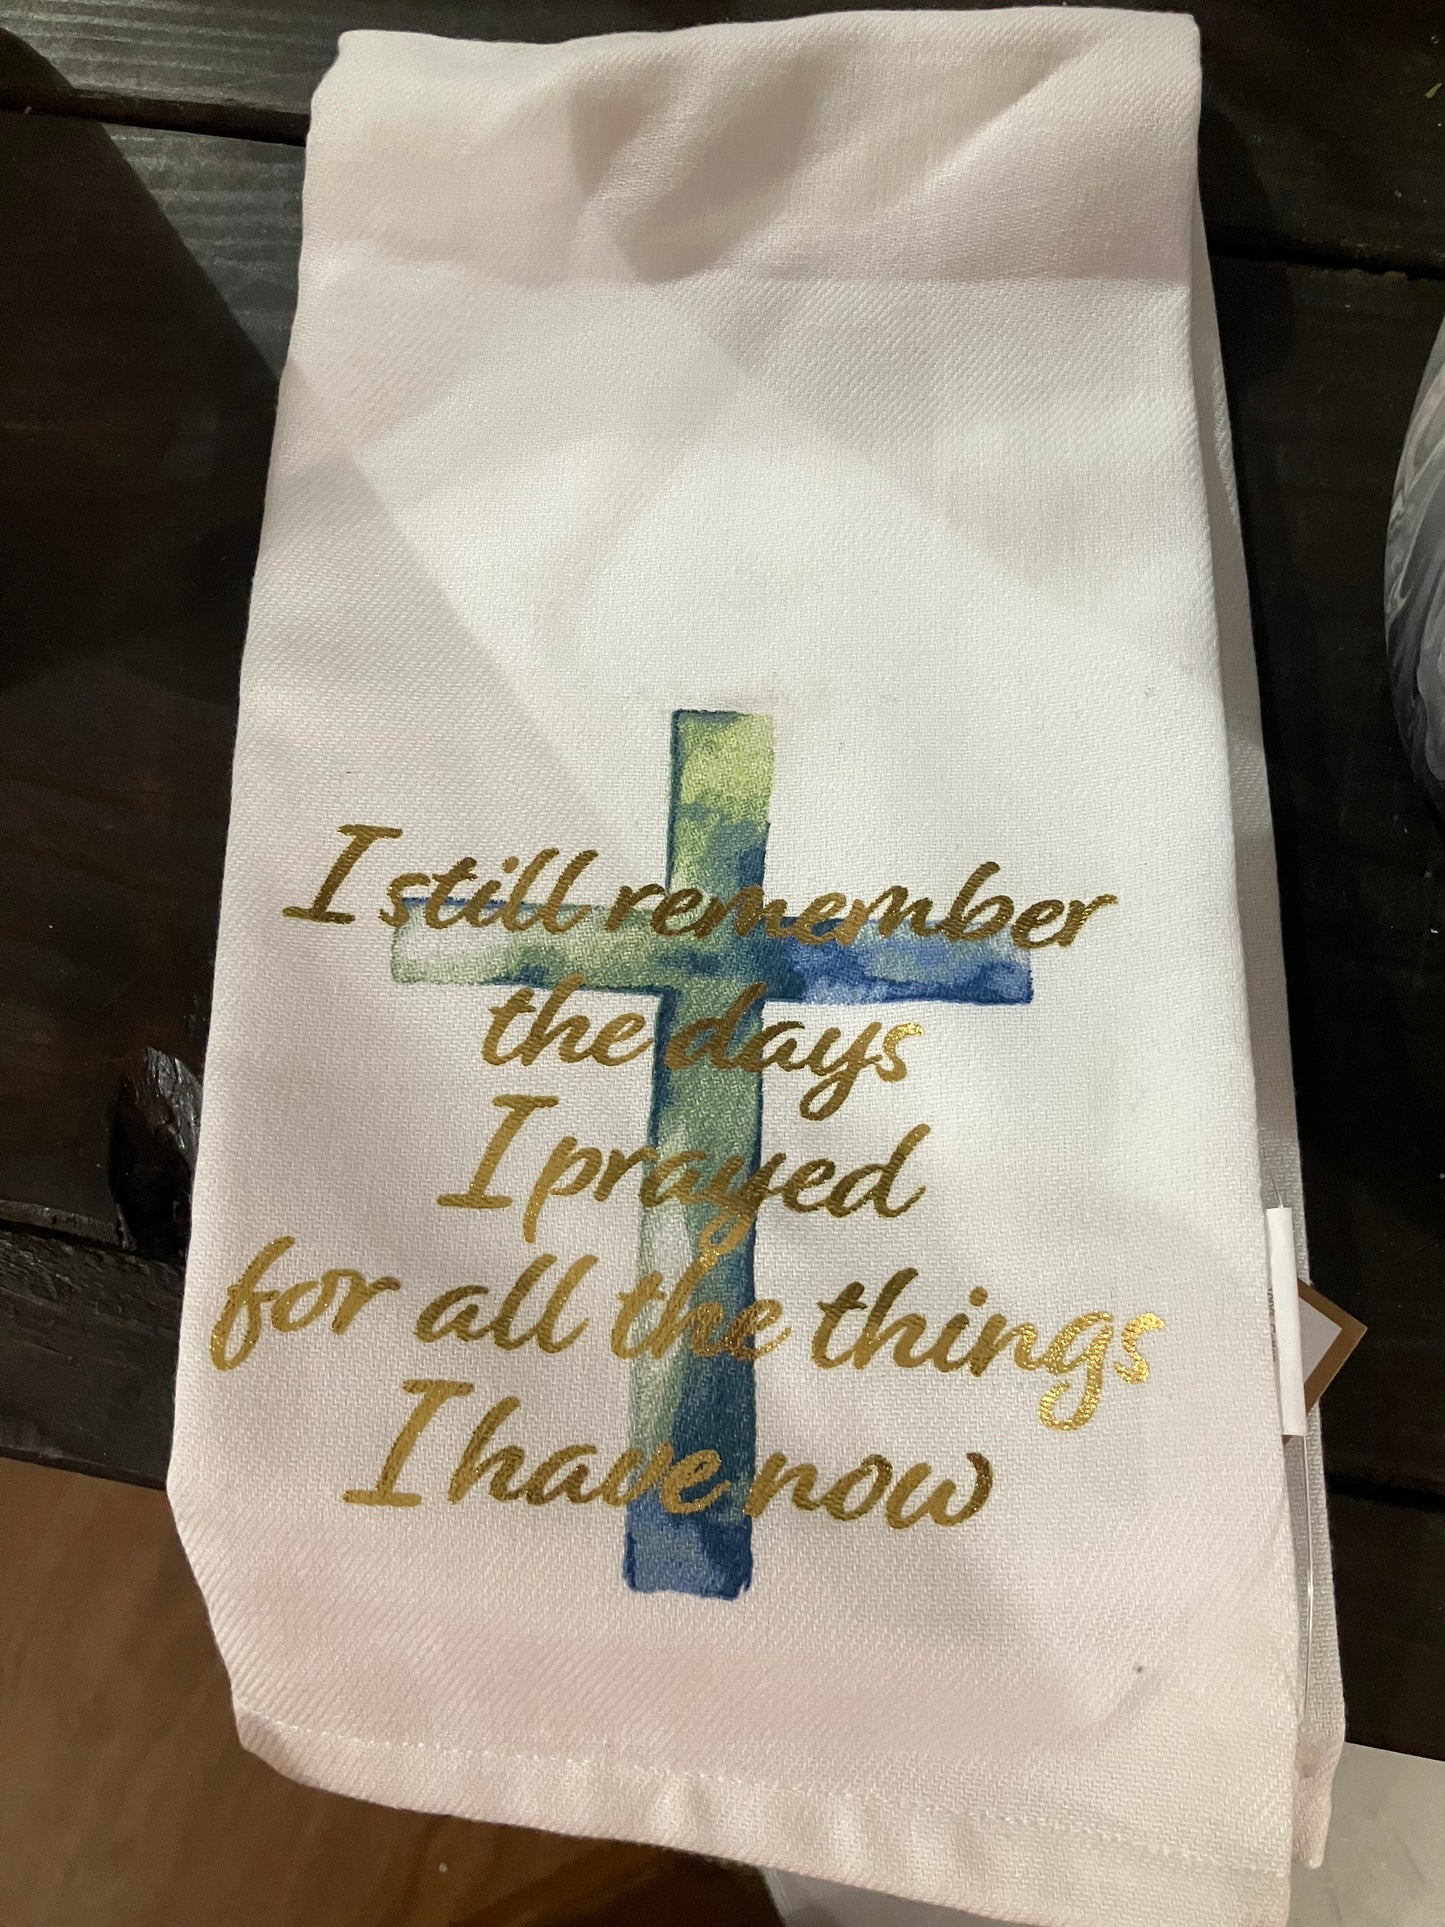 I still remember
the days
I prayed
for all the things
I have now